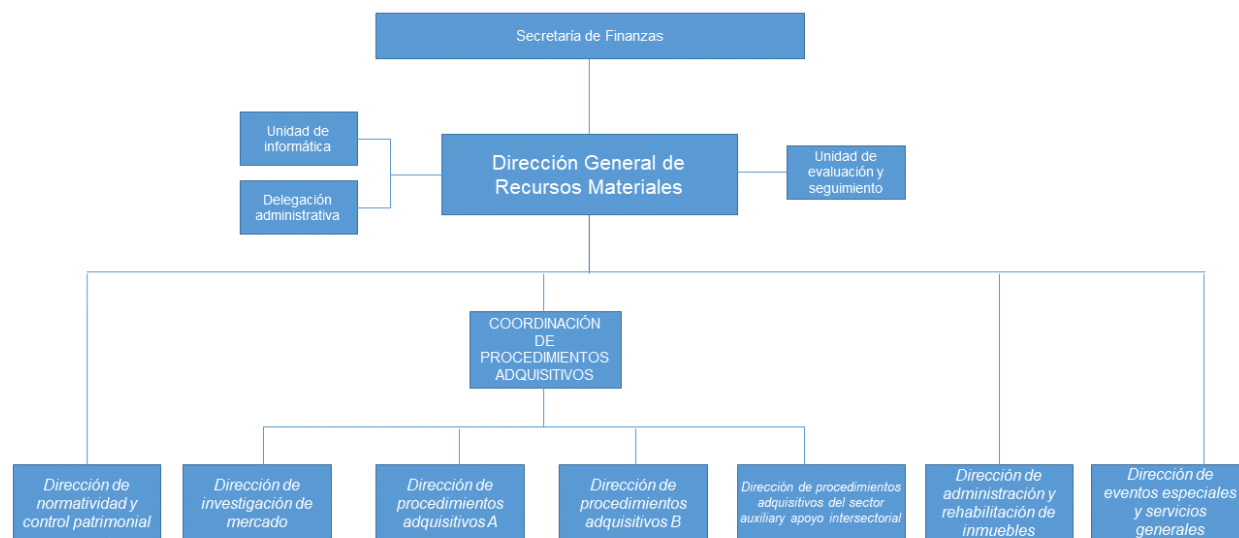 Secretaría de Finanzas
Unidad de
informática
Dirección General de
Recursos Materiales
Unidad de
evaluación y
seguimiento
Delegación
administrativa
COORDINACIÓN
DE
PROCEDIMIENTOS
ADQUISITIVOS
Dirección de
normatividad y
control patrimonial
Dirección de
investigación de
mercado
Dirección de
procedimientos
adquisitivos A
Dirección de
procedimientos
adquisitivos B
Dirección de procedimientos
adquisitivos del sector
auxiliary apoyo intersectorial
Dirección de
administración y
rehabilitación de
inmuebles
Dirección de
eventos especiales
y servicios
generales